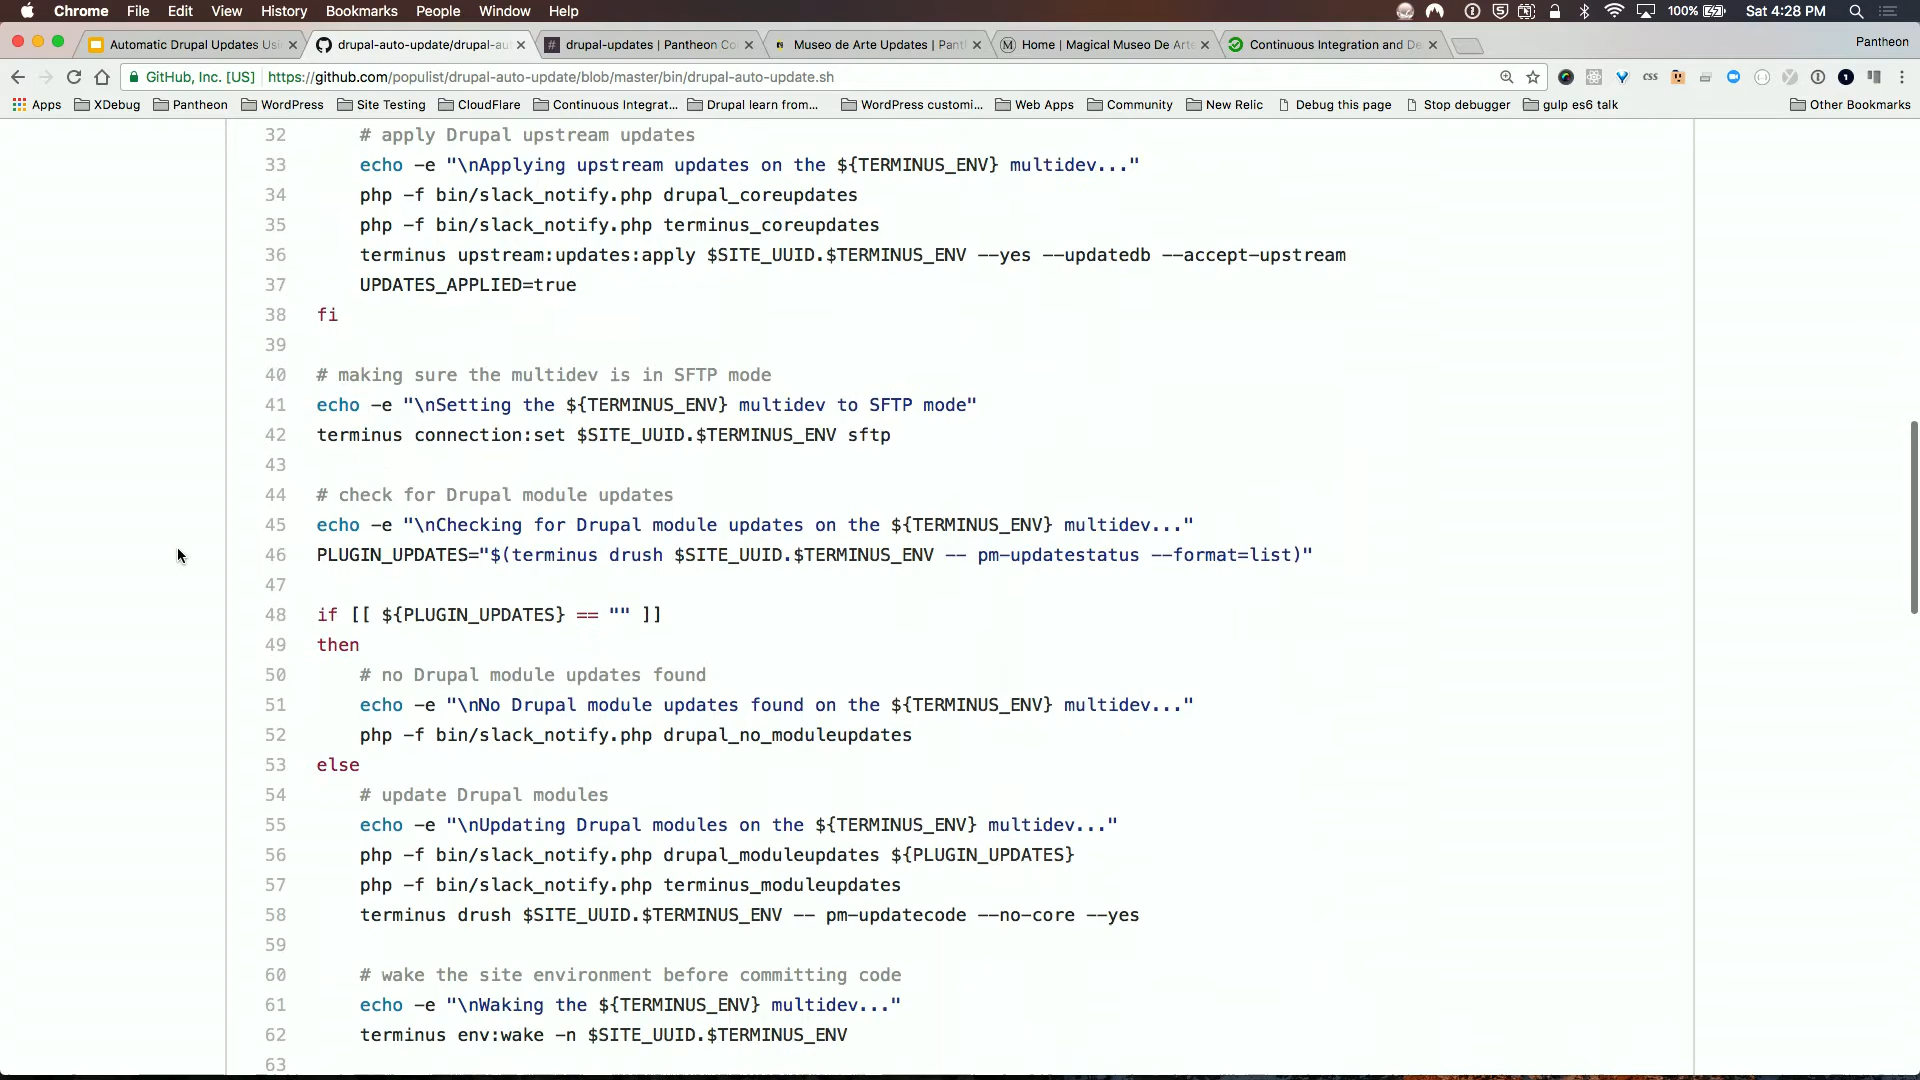 Chrome File Edit View History Bookmarks People Window Help 100% Sat 4:28 PM
Automatic Drupal Updates Usi drupal-auto-update/drupal-au drupal-updates | Pantheon Co Museo de Arte Updates | Pant Home | Magical Museo De Arte Continuous Integration and De Pantheon
GitHub, Inc. [US] https://github.com/populist/drupal-auto-update/blob/master/bin/drupal-auto-update.sh
Apps XDebug Pantheon WordPress Site Testing CloudFlare Continuous Integrat... Drupal learn from... WordPress customi... Web Apps Community New Relic Debug this page Stop debugger gulp es6 talk Other Bookmarks
32 # apply Drupal upstream updates
33 echo -e "\nApplying upstream updates on the ${TERMINUS_ENV} multidev..."
34 php -f bin/slack_notify.php drupal_coreupdates
35 php -f bin/slack_notify.php terminus_coreupdates
36 terminus upstream:updates:apply $SITE_UUID.$TERMINUS_ENV --yes --updatedb --accept-upstream
37 UPDATES_APPLIED=true
38 fi
39
40 # making sure the multidev is in SFTP mode
41 echo -e "\nSetting the ${TERMINUS_ENV} multidev to SFTP mode"
42 terminus connection:set $SITE_UUID.$TERMINUS_ENV sftp
43
44 # check for Drupal module updates
45 echo -e "\nChecking for Drupal module updates on the ${TERMINUS_ENV} multidev..."
46 PLUGIN_UPDATES="$(terminus drush $SITE_UUID.$TERMINUS_ENV -- pm-updatestatus --format=list)"
47
48 if [[ ${PLUGIN_UPDATES} == "" ]]
49 then
50 # no Drupal module updates found
51 echo -e "\nNo Drupal module updates found on the ${TERMINUS_ENV} multidev..."
52 php -f bin/slack_notify.php drupal_no_moduleupdates
53 else
54 # update Drupal modules
55 echo -e "\nUpdating Drupal modules on the ${TERMINUS_ENV} multidev..."
56 php -f bin/slack_notify.php drupal_moduleupdates ${PLUGIN_UPDATES}
57 php -f bin/slack_notify.php terminus_moduleupdates
58 terminus drush $SITE_UUID.$TERMINUS_ENV -- pm-updatecode --no-core --yes
59
60 # wake the site environment before committing code
61 echo -e "\nWaking the ${TERMINUS_ENV} multidev..."
62 terminus env:wake -n $SITE_UUID.$TERMINUS_ENV
63